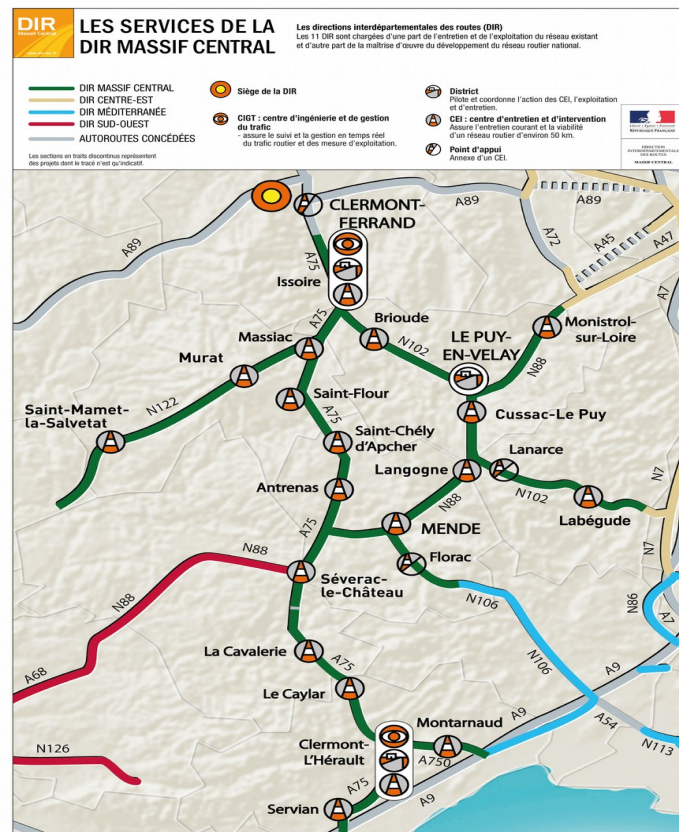 DIR
Massif Central
LES SERVICES DE LA
DIR MASSIF CENTRAL
Les directions interdépartementales des routes (DIR)
Les 11 DIR sont chargées d'une part de l'entretien et de l'exploitation du réseau existant
et d'autre part de la maîtrise d'œuvre du développement du réseau routier national.
DIR MASSIF CENTRAL
DIR CENTRE-EST
DIR MÉDITERRANÉE
DIR SUD-OUEST
AUTOROUTES CONCÉDÉES
Les sections en traits discontinus représentent
des projets dont le tracé n'est qu'indicatif.
Siège de la DIR
CIGT : centre d'ingénierie et de gestion
du trafic
- assure le suivi et la gestion en temps réel
du trafic routier et des mesure d'exploitation.
District
Pilote et coordonne l'action des CEI, l'exploitation
et d'entretien.
CEI : centre d'entretien et d'intervention
Assure l'entretien courant et la viabilité
d'un réseau routier d'environ 50 km.
Point d'appui
Annexe d'un CEI.
Liberté • Égalité • Fraternité
RÉPUBLIQUE FRANÇAISE
DIRECTION
INTERDÉPARTEMENTALE
DES ROUTES
MASSIF CENTRAL
A89
A89
A89
CLERMONT-
FERRAND
A72
A45
A47
A75
A7
Issoire
A75
Brioude
Monistrol-
sur-Loire
Massiac
N102
LE PUY-
EN-VELAY
Murat
N88
Saint-Flour
Saint-Mamet-
la-Salvetat
N122
A75
Cussac-Le Puy
Saint-Chély
d'Apcher
Lanarce
Langogne
N7
Antrenas
N88
N102
A75
MENDE
Labégude
N88
Florac
N7
Séverac-
le-Château
N88
N106
N86
A7
La Cavalerie
A75
N106
A68
Le Caylar
A9
Montarnaud
A9
A54
N126
Clermont-
L'Hérault
N113
A750
A75
A9
Servian